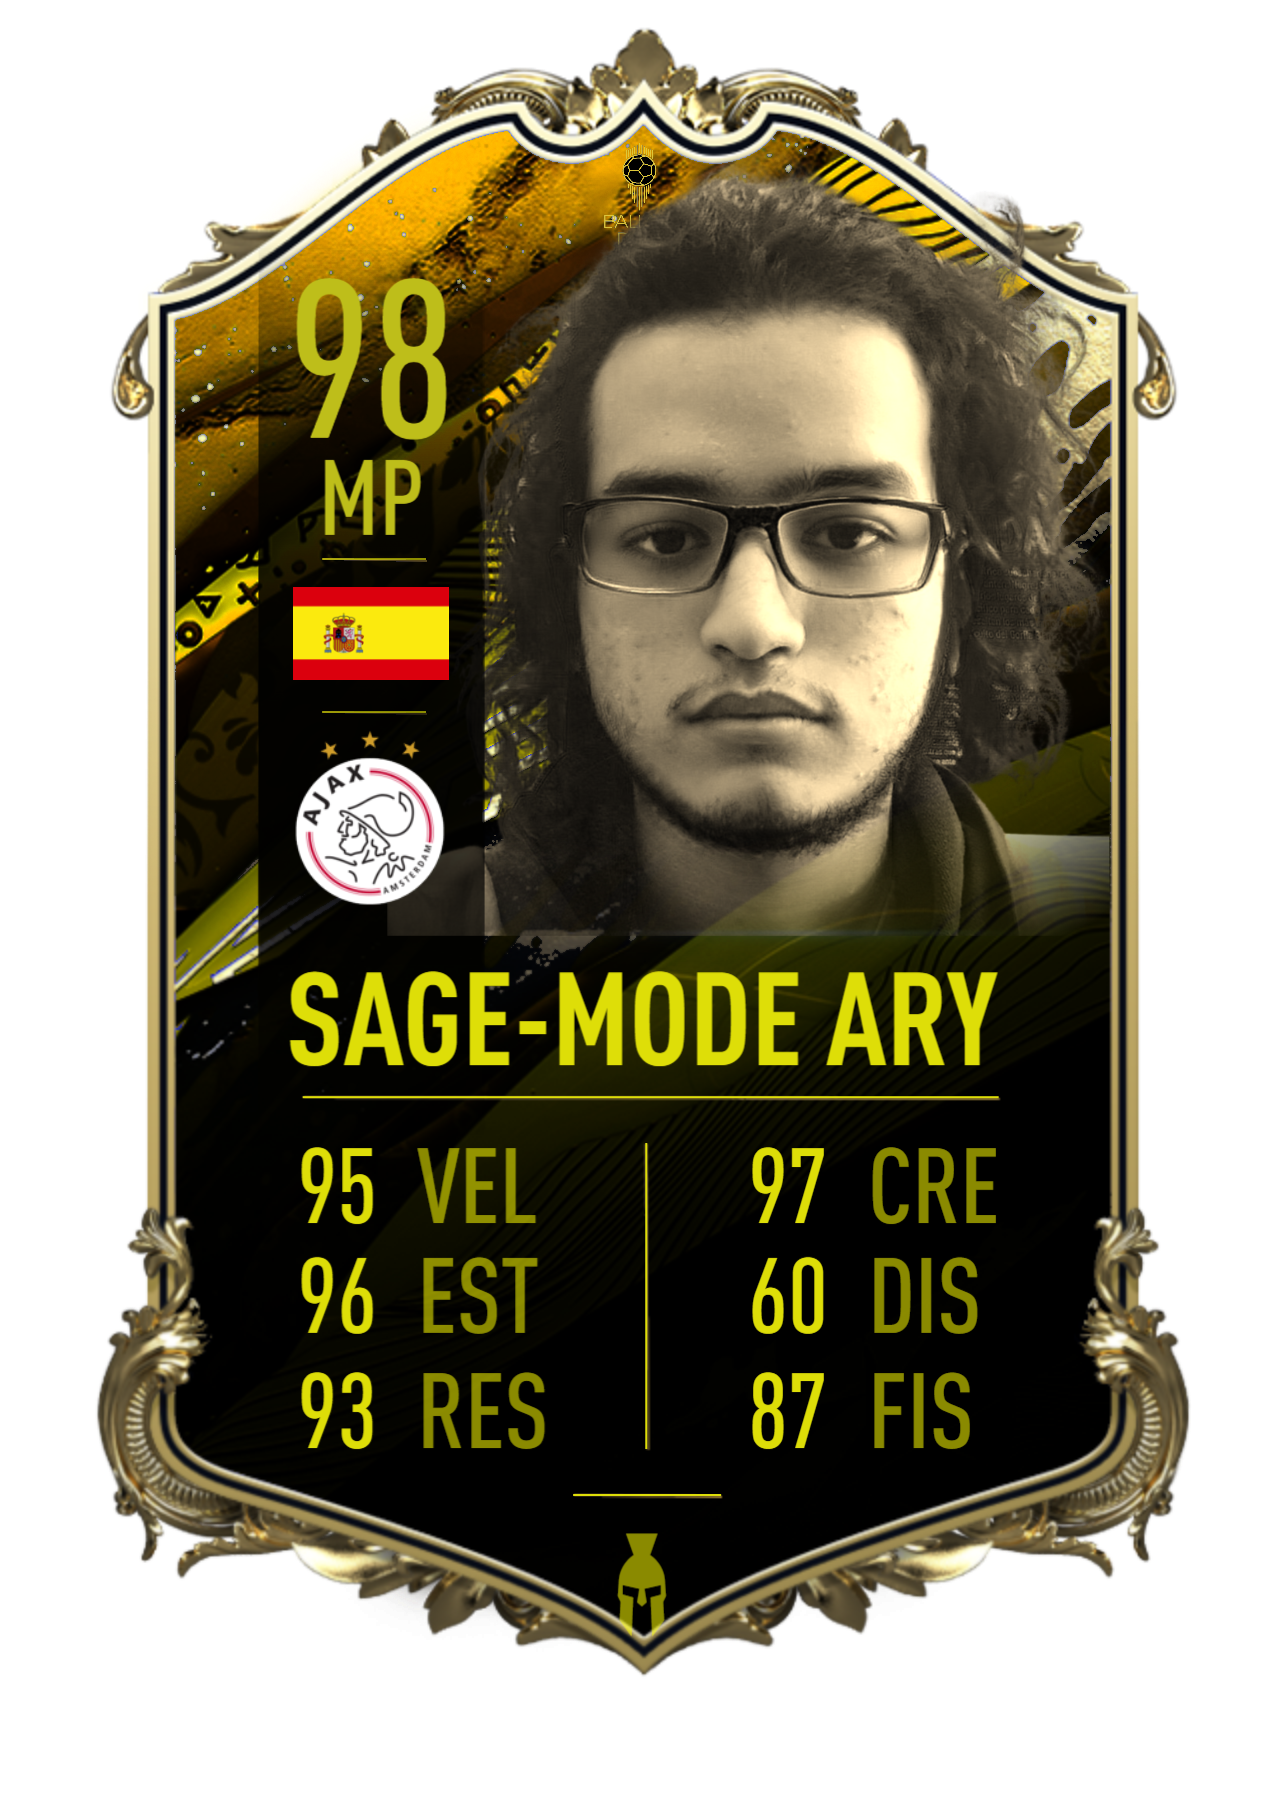 98
MP
AJAX
AMSTERDAM
SAGE-MODE ARY
95 VEL
97 CRE
96 EST
60 DIS
93 RES
87 FIS